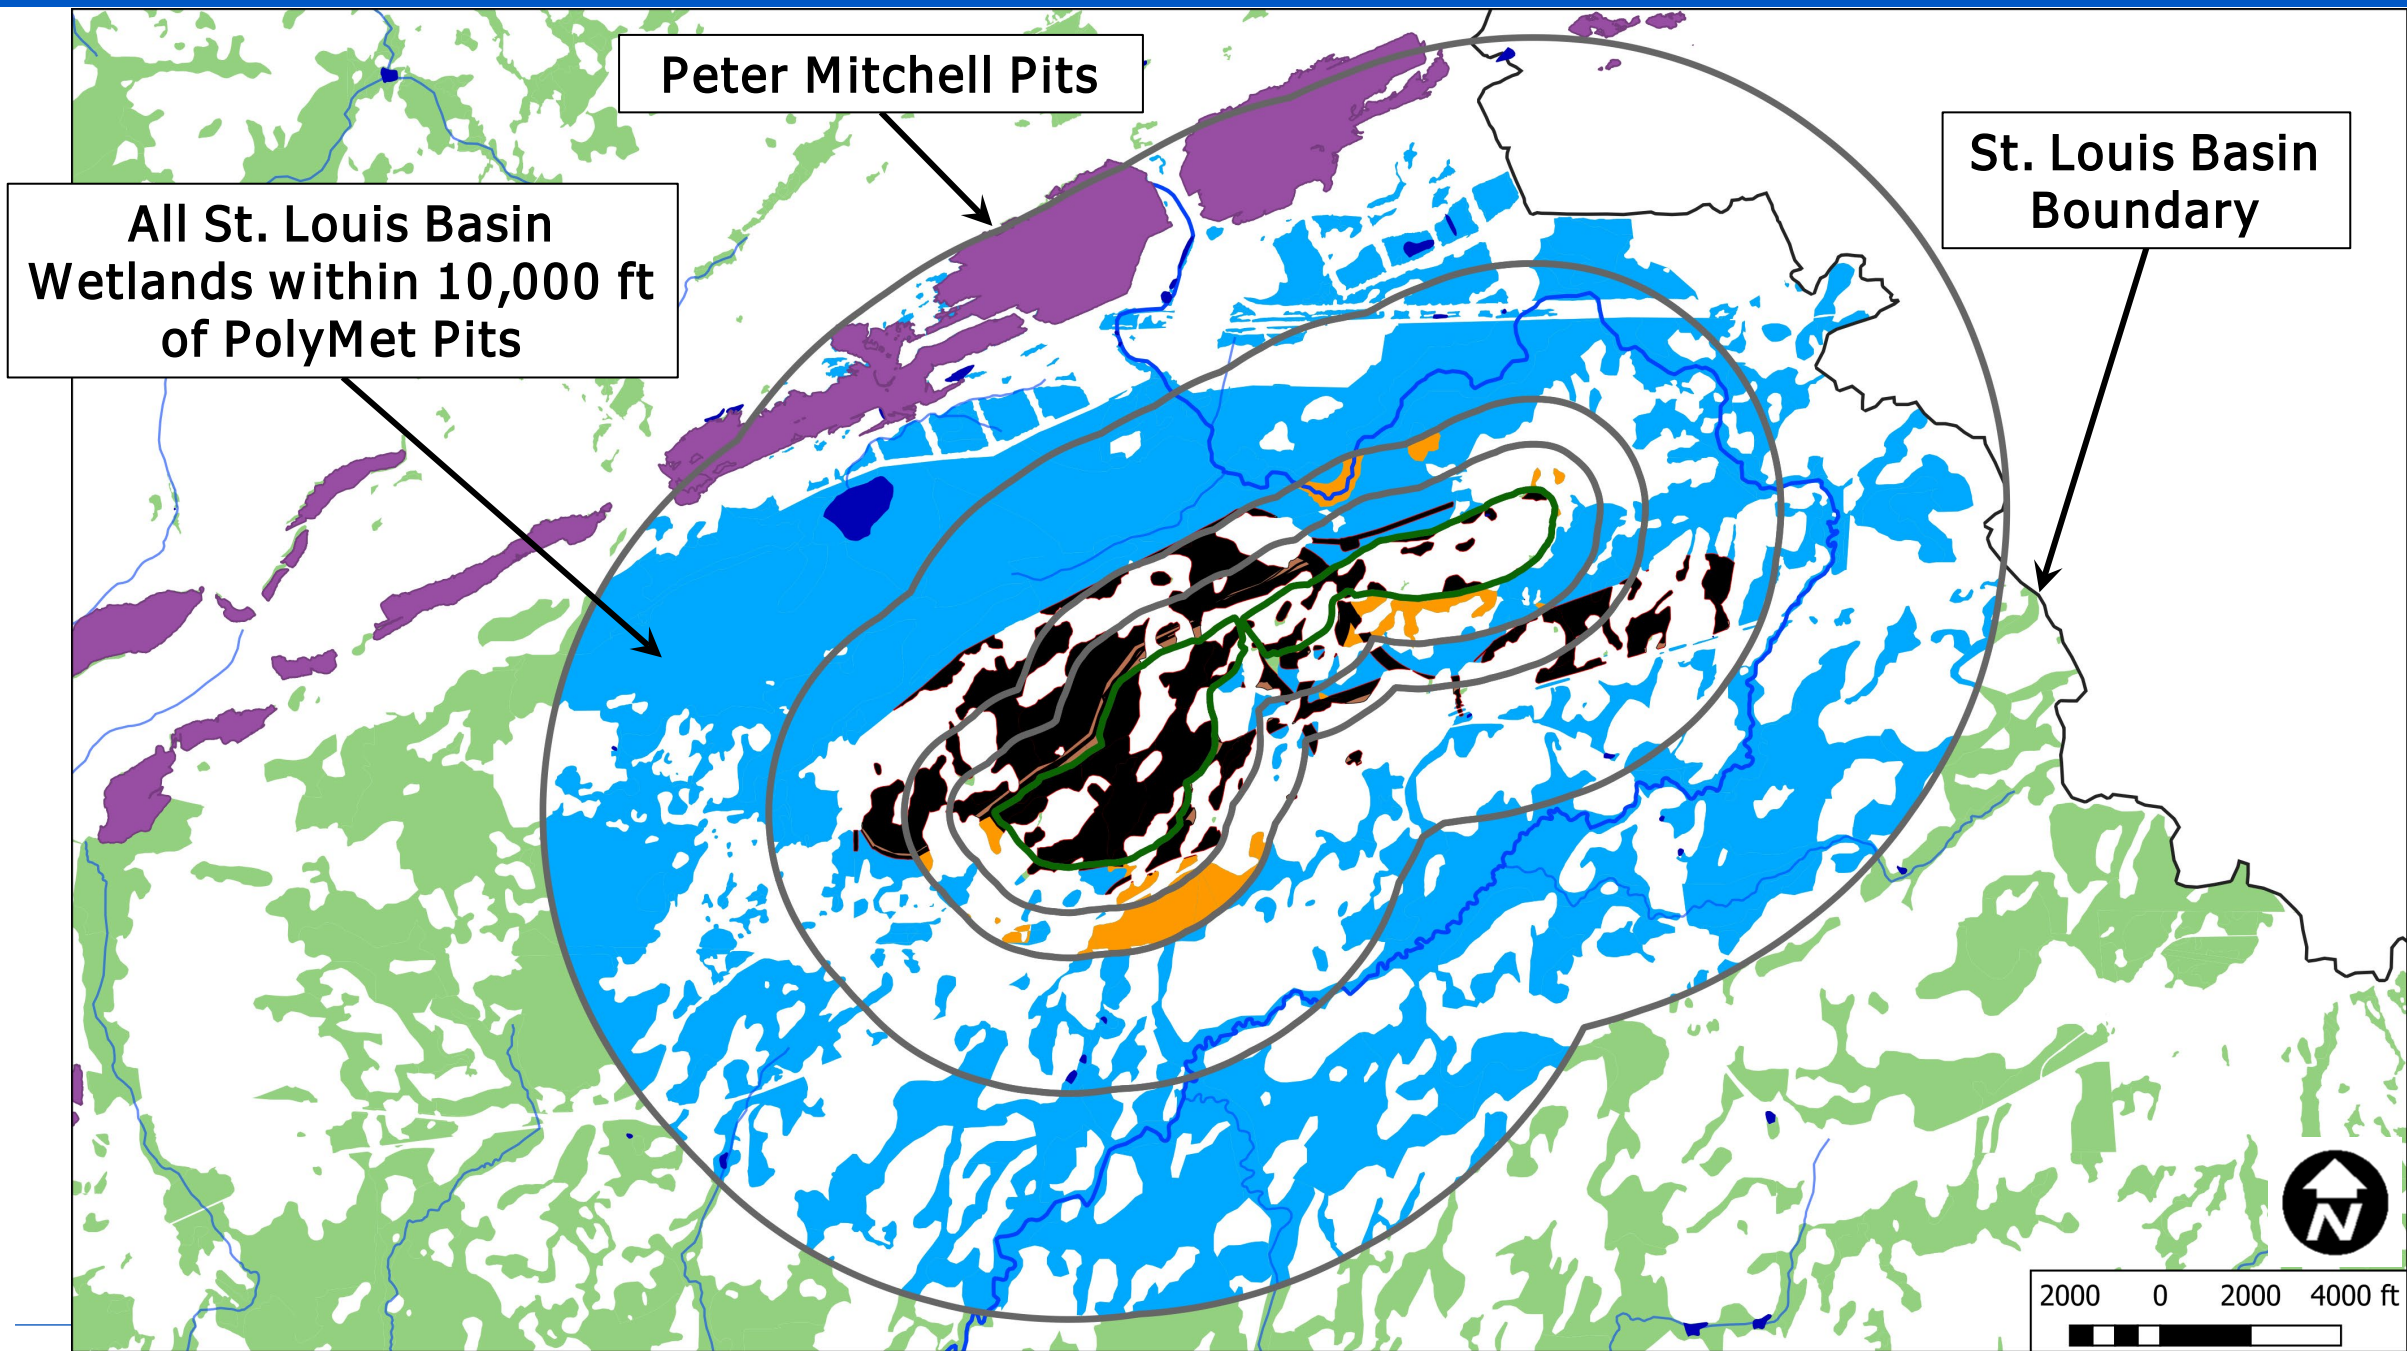 Peter Mitchell Pits
St. Louis Basin
Boundary
All St. Louis Basin
Wetlands within 10,000 ft
of PolyMet Pits
N
2000 0 2000 4000 ft